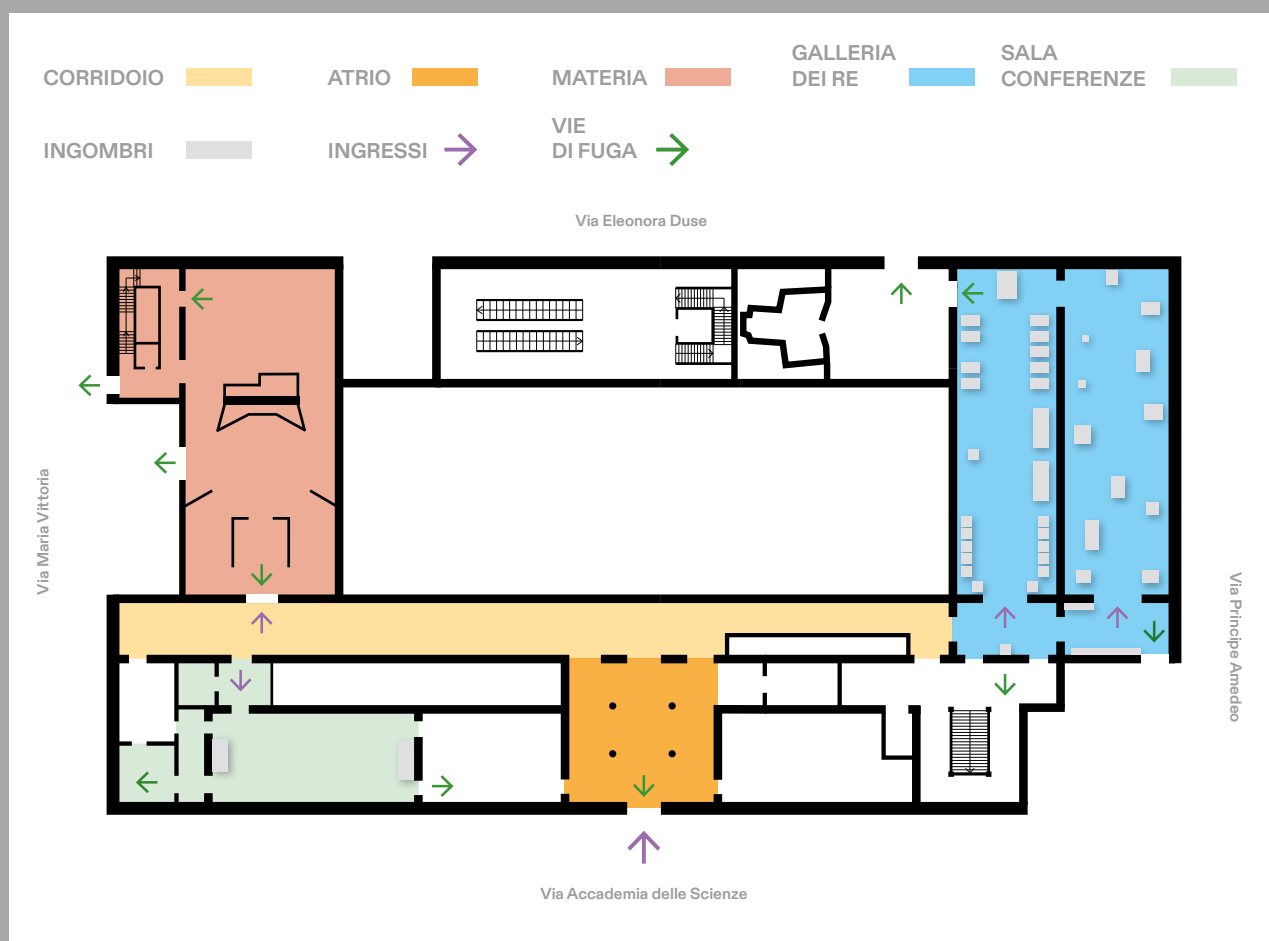 CORRIDOIO
ATRIO
MATERIA
GALLERIA
DEI RE
SALA
CONFERENZE
INGOMBRI
INGRESSI
VIE
DI FUGA
Via Eleonora Duse
Via Maria Vittoria
Via Principe Amedeo
Via Accademia delle Scienze